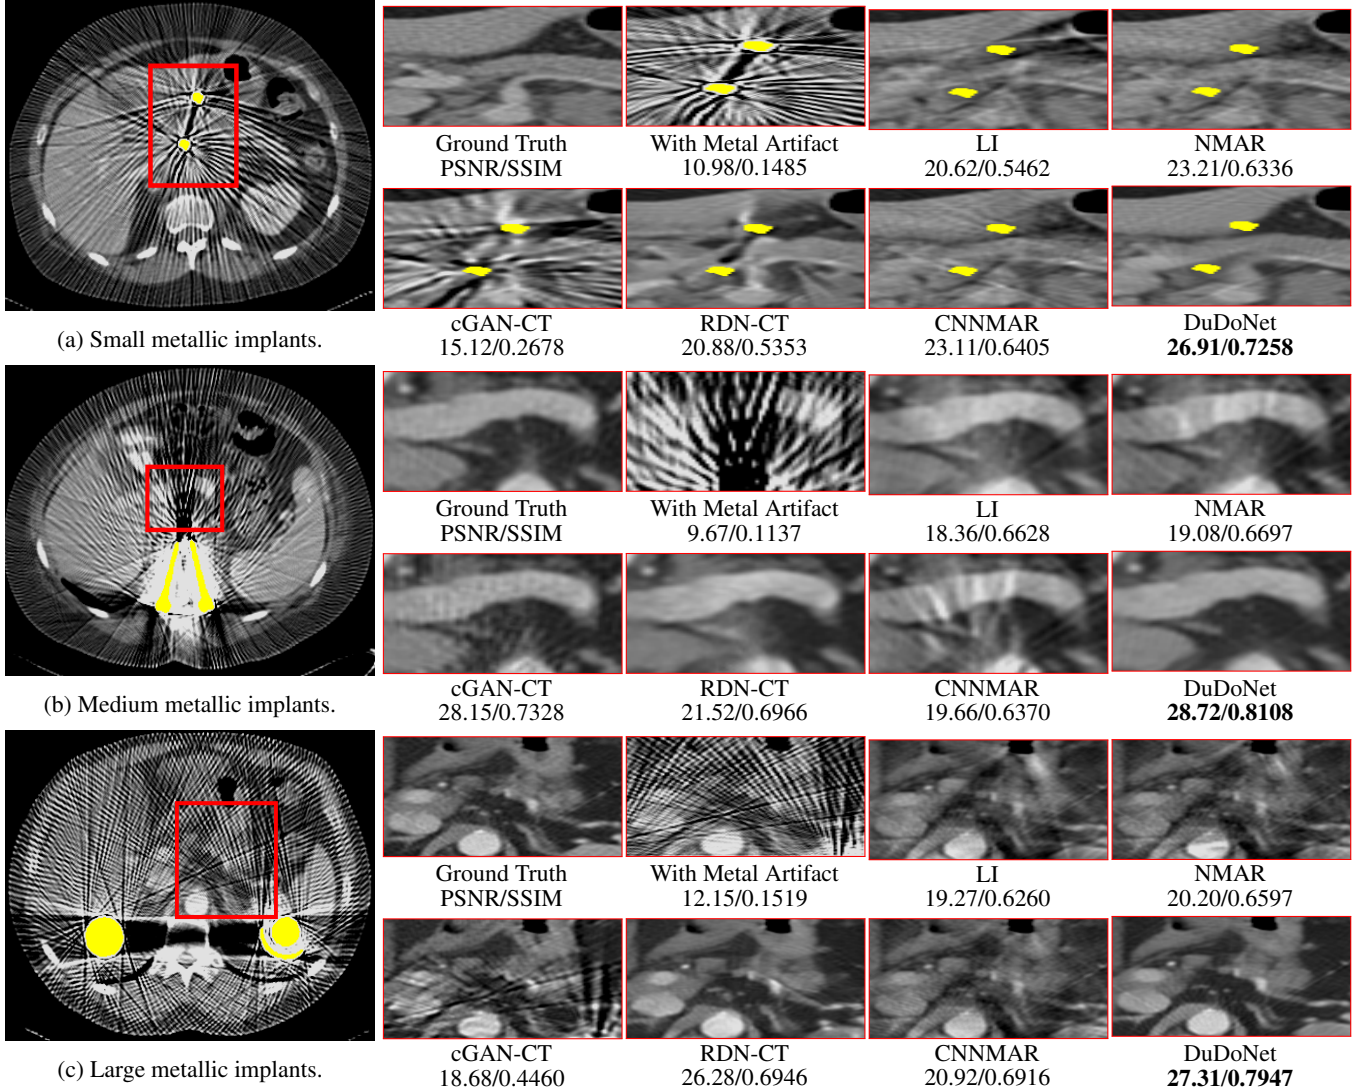 Ground Truth
PSNR/SSIM
With Metal Artifact
10.98/0.1485
LI
20.62/0.5462
NMAR
23.21/0.6336
cGAN-CT
15.12/0.2678
RDN-CT
20.88/0.5353
CNNMAR
23.11/0.6405
DuDoNet
26.91/0.7258
(a) Small metallic implants.
Ground Truth
PSNR/SSIM
With Metal Artifact
9.67/0.1137
LI
18.36/0.6628
NMAR
19.08/0.6697
cGAN-CT
28.15/0.7328
RDN-CT
21.52/0.6966
CNNMAR
19.66/0.6370
DuDoNet
28.72/0.8108
(b) Medium metallic implants.
Ground Truth
PSNR/SSIM
With Metal Artifact
12.15/0.1519
LI
19.27/0.6260
NMAR
20.20/0.6597
cGAN-CT
18.68/0.4460
RDN-CT
26.28/0.6946
CNNMAR
20.92/0.6916
DuDoNet
27.31/0.7947
(c) Large metallic implants.